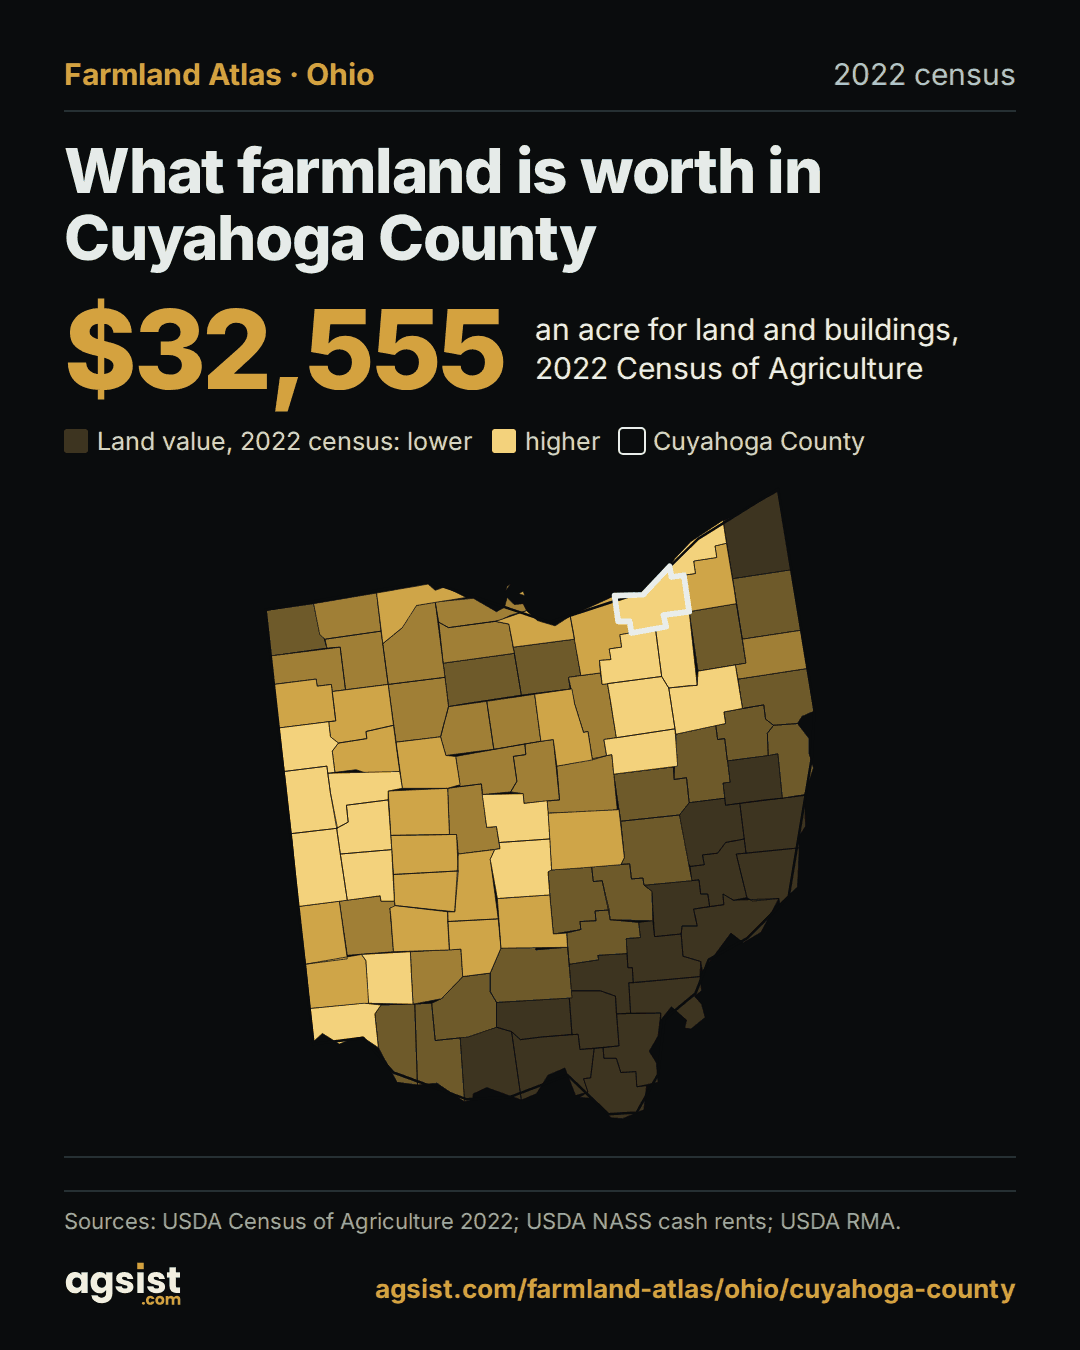 Farmland Atlas · Ohio
2022 census
What farmland is worth in
Cuyahoga County
$32,555
an acre for land and buildings,
2022 Census of Agriculture
Land value, 2022 census: lower higher Cuyahoga County
Sources: USDA Census of Agriculture 2022; USDA NASS cash rents; USDA RMA.
agsist
.com
agsist.com/farmland-atlas/ohio/cuyahoga-county